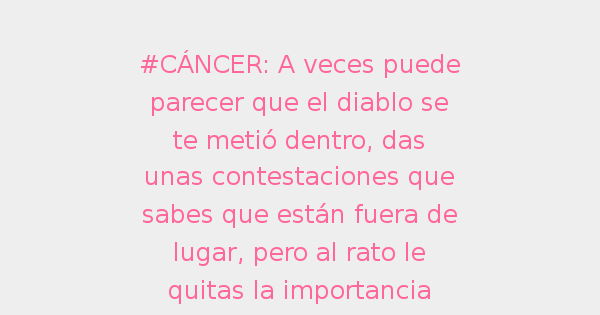 #CÁNCER: A veces puede
parecer que el diablo se
te metió dentro, das
unas contestaciones que
sabes que están fuera de
lugar, pero al rato le
quitas la importancia